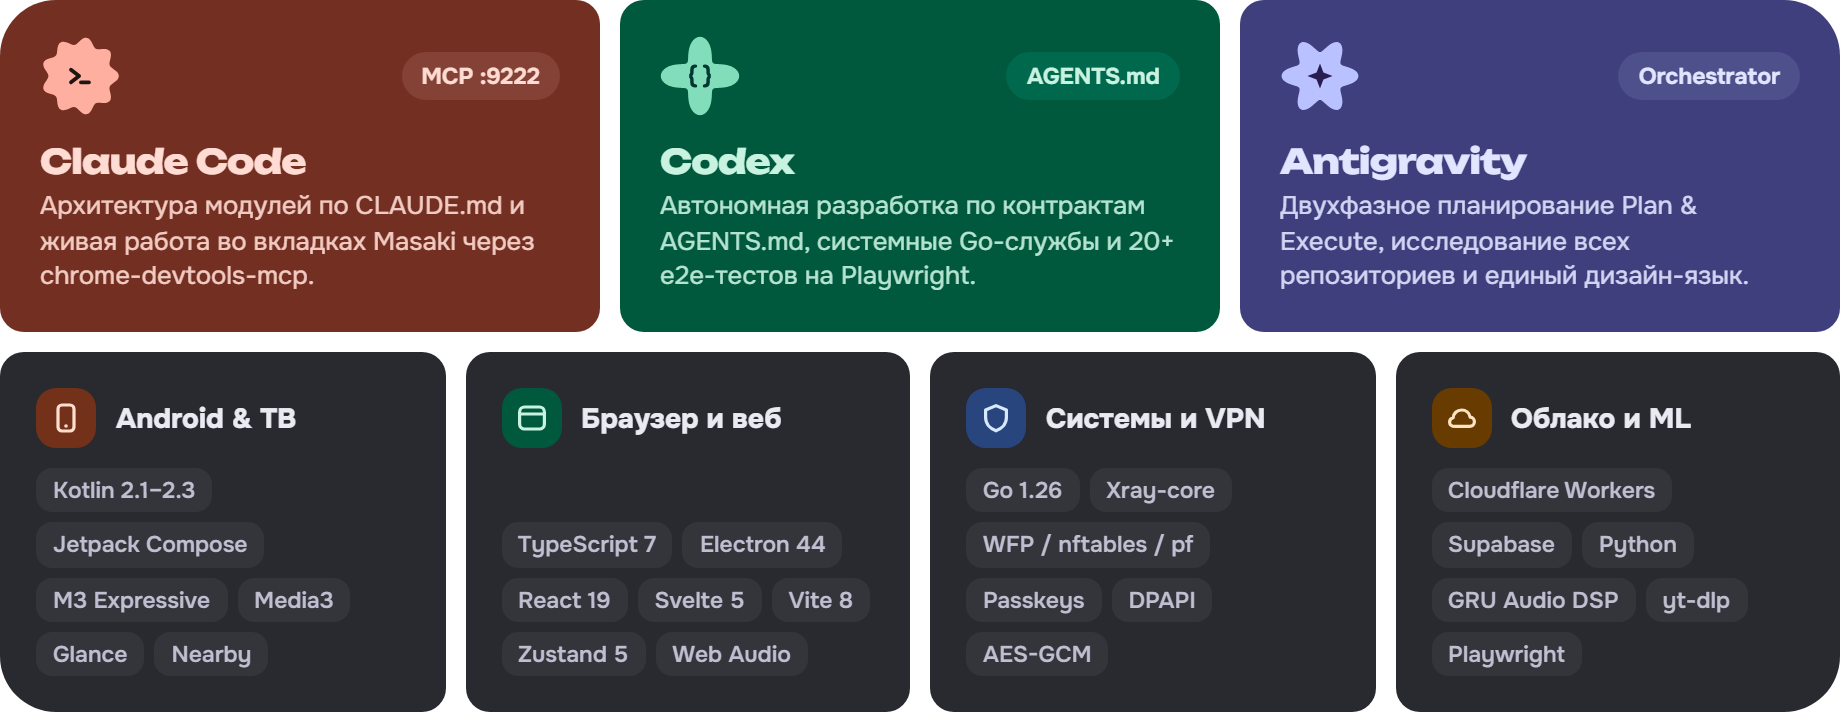 >_
MCP :9222
Claude Code
Архитектура модулей по CLAUDE.md и
живая работа во вкладках Masaki через
chrome-devtools-mcp.
{}
AGENTS.md
Codex
Автономная разработка по контрактам
AGENTS.md, системные Go-службы и 20+
e2e-тестов на Playwright.
Orchestrator
Antigravity
Двухфазное планирование Plan &
Execute, исследование всех
репозиториев и единый дизайн-язык.
Android & ТВ
Kotlin 2.1–2.3
Jetpack Compose
M3 Expressive Media3
Glance Nearby
Браузер и веб
TypeScript 7 Electron 44
React 19 Svelte 5 Vite 8
Zustand 5 Web Audio
Системы и VPN
Go 1.26 Xray-core
WFP / nftables / pf
Passkeys DPAPI
AES-GCM
Облако и ML
Cloudflare Workers
Supabase Python
GRU Audio DSP yt-dlp
Playwright